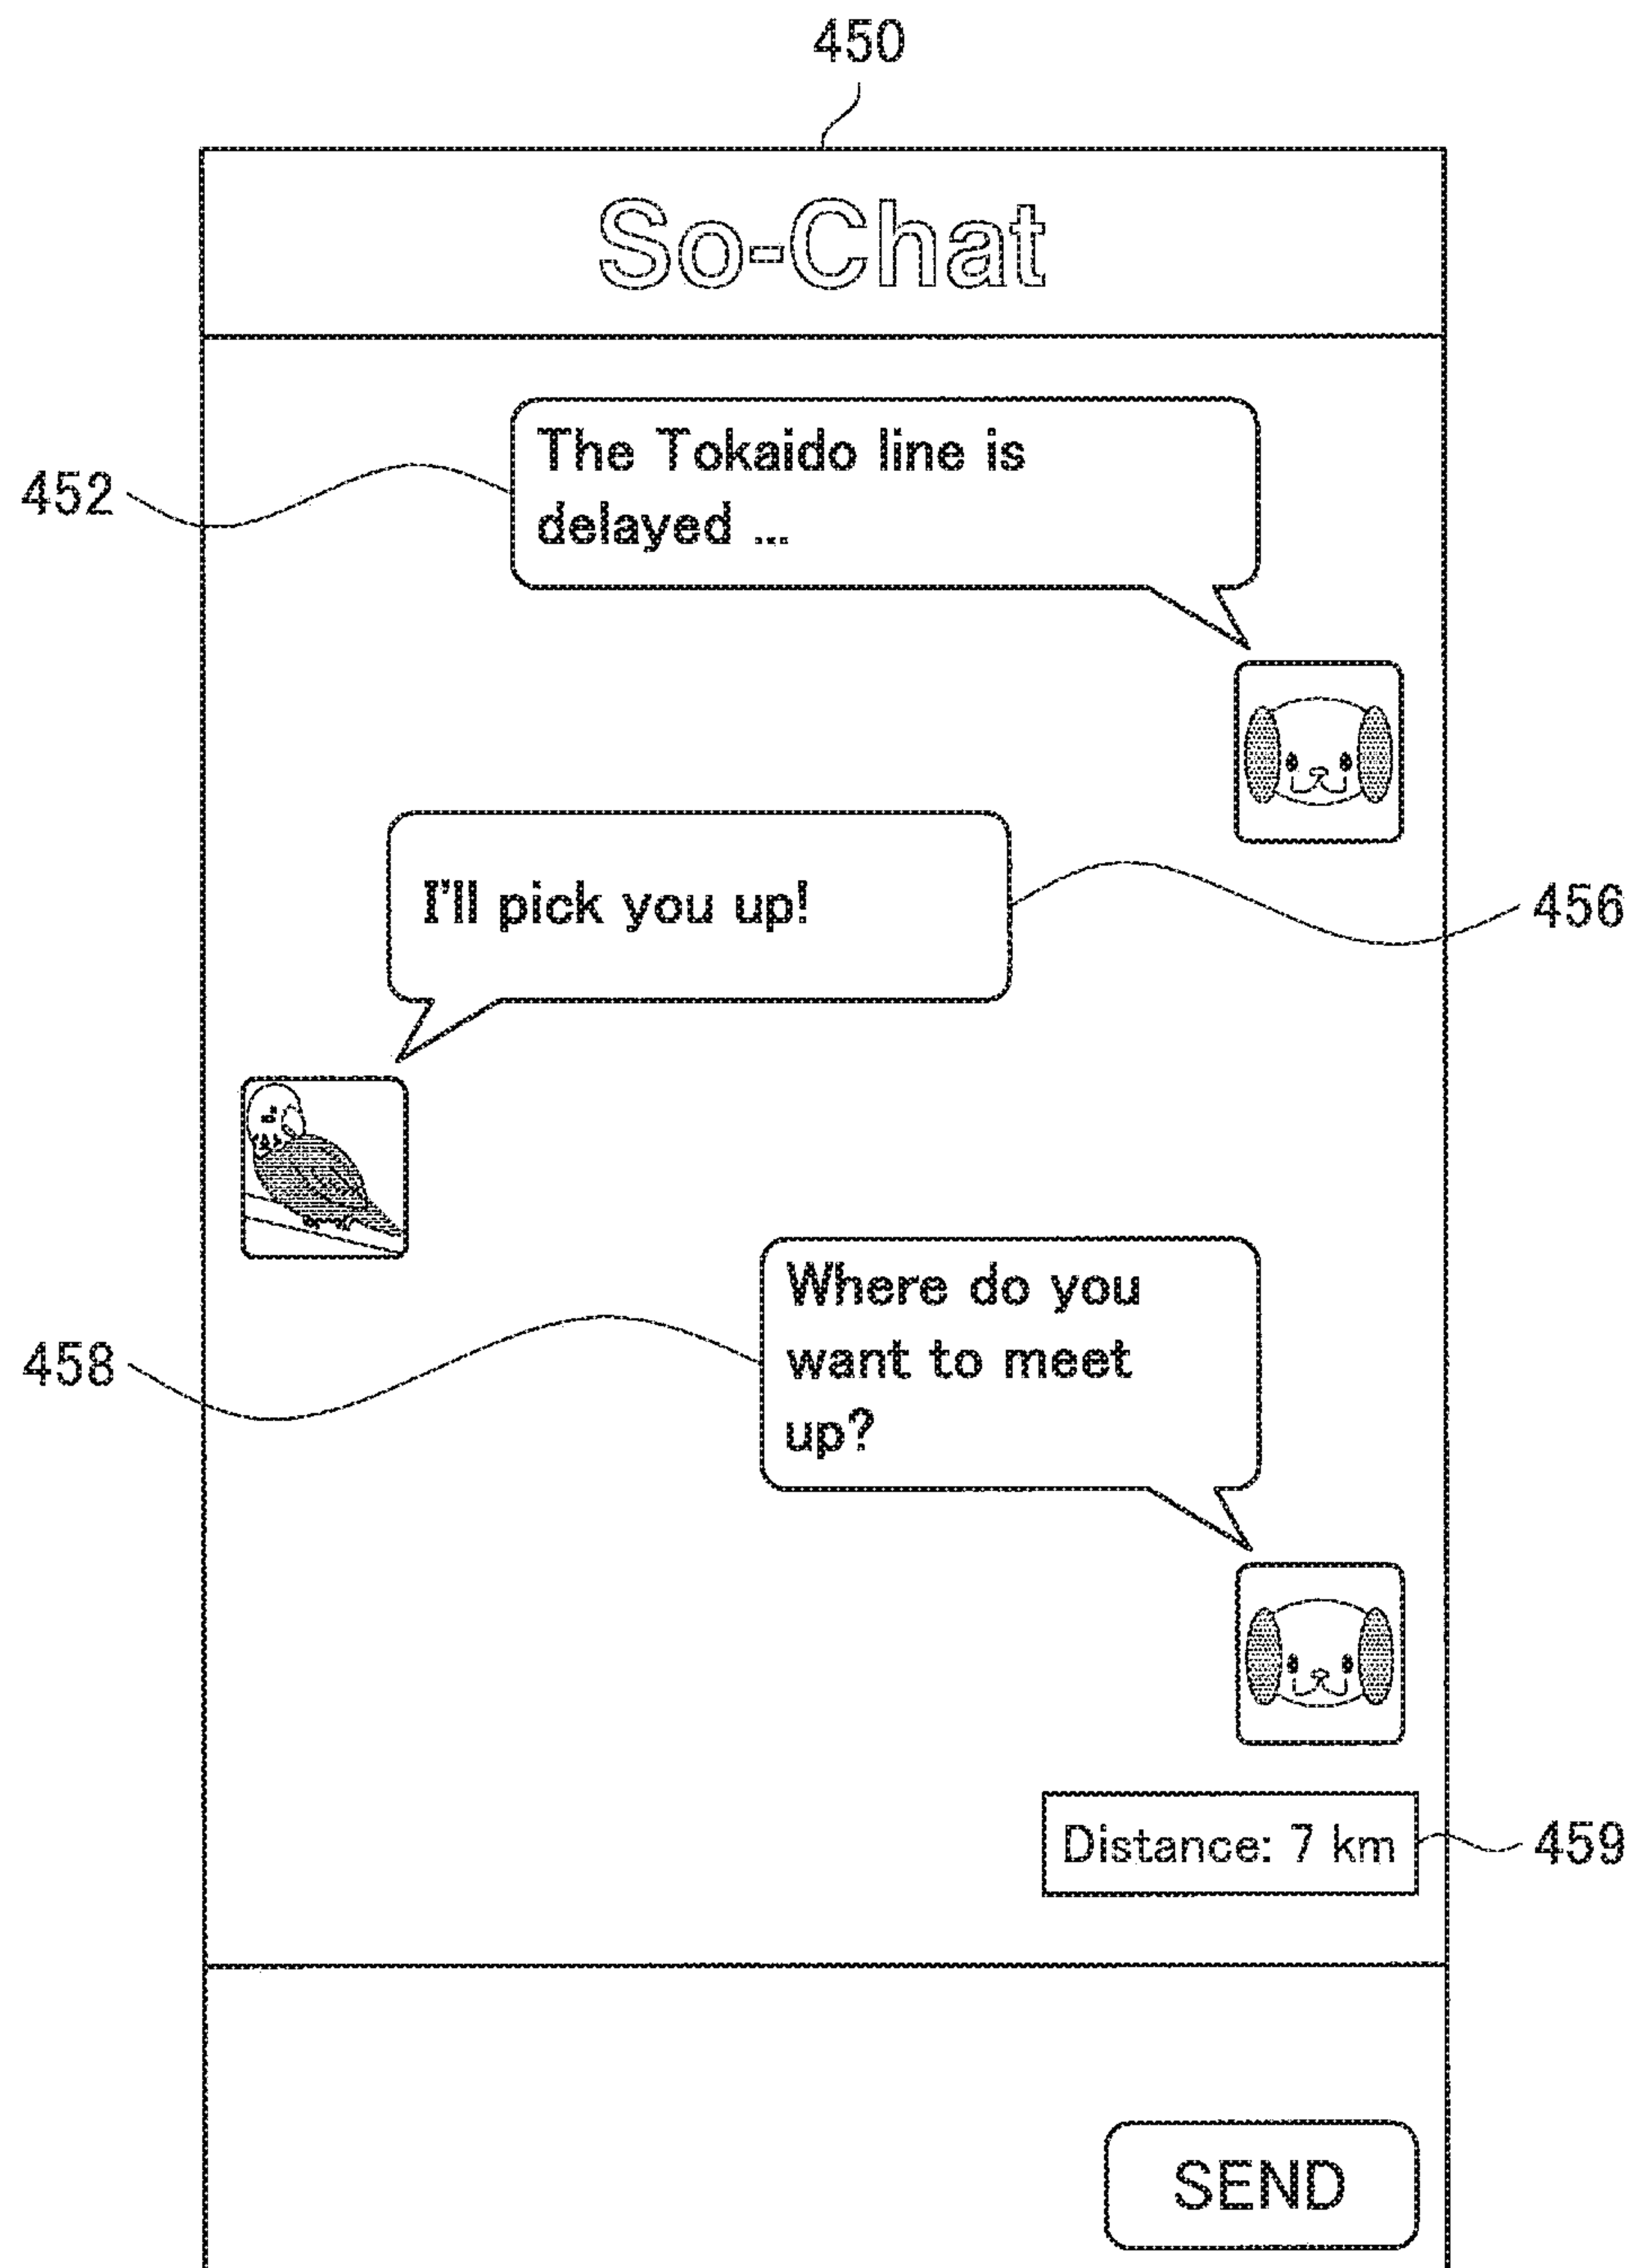 450
So-Chat
The Tokaido line is
delayed ...
452
I'll pick you up!
456
Where do you
want to meet
up?
458
Distance: 7 km
459
SEND